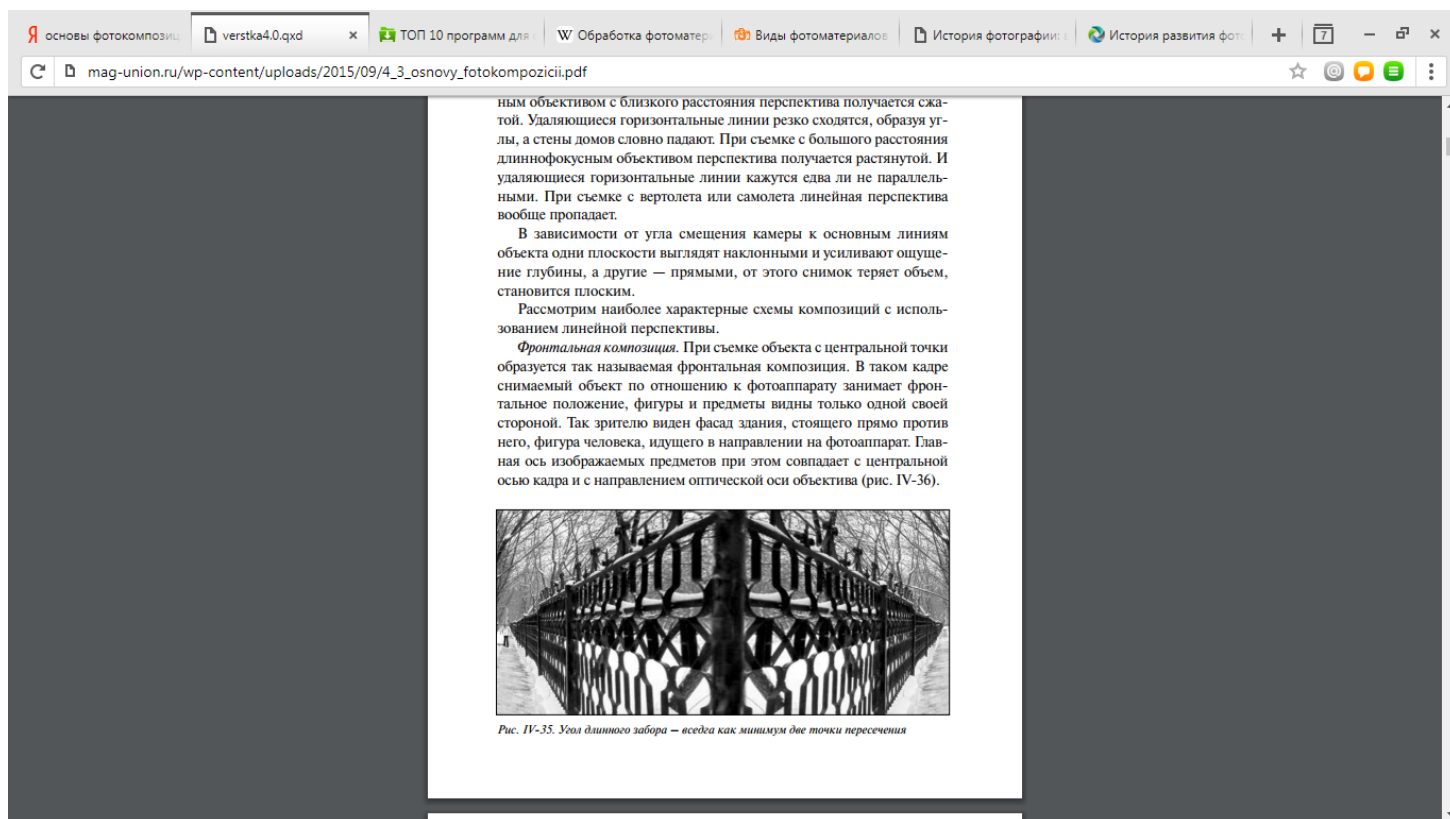 основы фотокомпозиц
verstka4.0.qxd
ТОП 10 программ для
W Обработка фотоматер
Виды фотоматериалов
История фотографии:
История развития фот
7
mag-union.ru/wp-content/uploads/2015/09/4_3_osnovy_fotokompozicii.pdf
ным объективом с близкого расстояния перспектива получается сжа-
той. Удаляющиеся горизонтальные линии резко сходятся, образуя уг-
лы, а стены домов словно падают. При съемке с большого расстояния
длиннофокусным объективом перспектива получается растянутой. И
удаляющиеся горизонтальные линии кажутся едва ли не параллель-
ными. При съемке с вертолета или самолета линейная перспектива
вообще пропадает.
В зависимости от угла смещения камеры к основным линиям
объекта одни плоскости выглядят наклонными и усиливают ощуще-
ние глубины, а другие — прямыми, от этого снимок теряет объем,
становится плоским.
Рассмотрим наиболее характерные схемы композиций с исполь-
зованием линейной перспективы.
Фронтальная композиция. При съемке объекта с центральной точки
образуется так называемая фронтальная композиция. В таком кадре
снимаемый объект по отношению к фотоаппарату занимает фрон-
тальное положение, фигуры и предметы видны только одной своей
стороной. Так зрителю виден фасад здания, стоящего прямо против
него, фигура человека, идущего в направлении на фотоаппарат. Глав-
ная ось изображаемых предметов при этом совпадает с центральной
осью кадра и с направлением оптической оси объектива (рис. IV-36).
Рис. IV-35. Угол длинного забора — вседга как минимум две точки пересечения